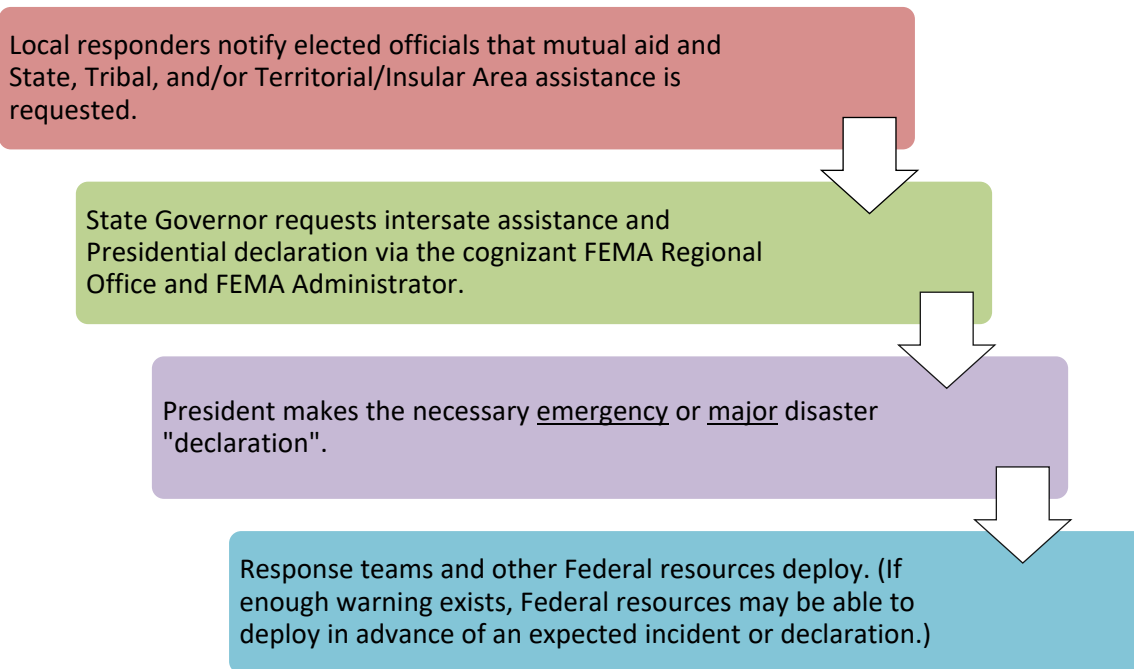 Local responders notify elected officials that mutual aid and
State, Tribal, and/or Territorial/Insular Area assistance is
requested.
State Governor requests intersate assistance and
Presidential declaration via the cognizant FEMA Regional
Office and FEMA Administrator.
President makes the necessary emergency or major disaster
"declaration".
Response teams and other Federal resources deploy. (If
enough warning exists, Federal resources may be able to
deploy in advance of an expected incident or declaration.)